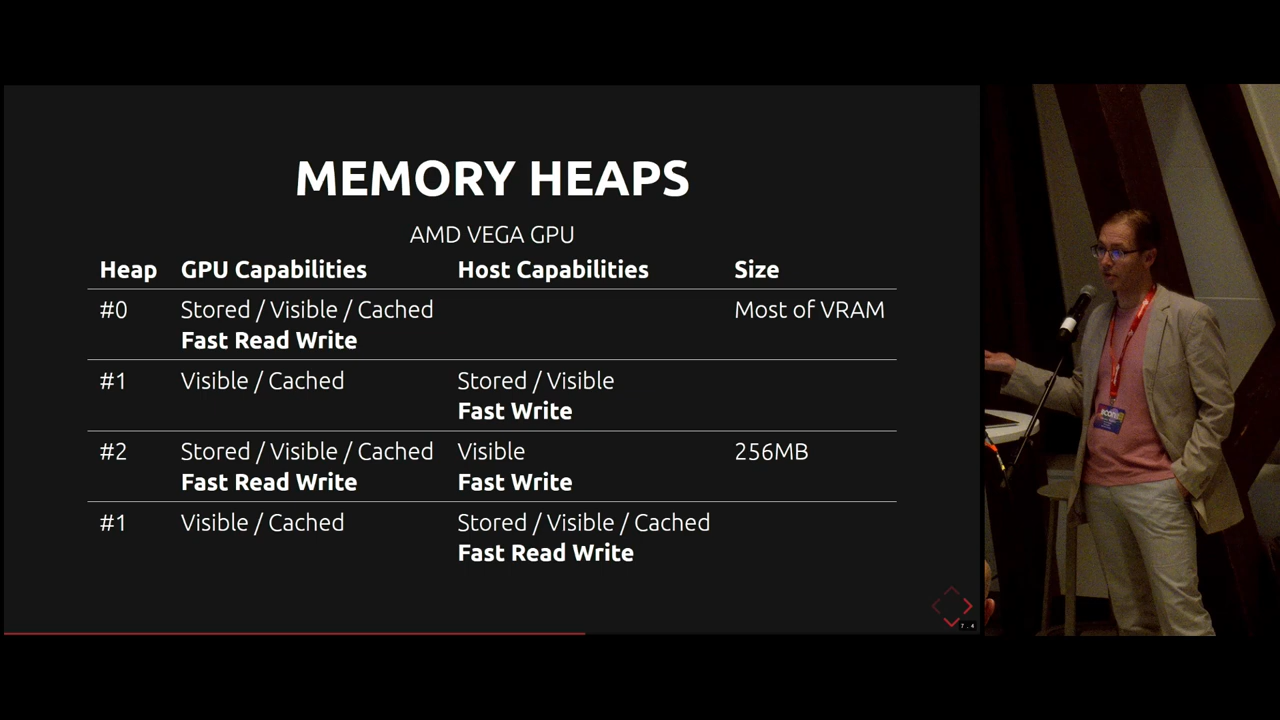 MEMORY HEAPS
AMD VEGA GPU
Heap GPU Capabilities Host Capabilities Size
#0 Stored / Visible / Cached Most of VRAM
Fast Read Write
#1 Visible / Cached Stored / Visible
Fast Write
#2 Stored / Visible / Cached Visible 256MB
Fast Read Write Fast Write
#1 Visible / Cached Stored / Visible / Cached
Fast Read Write
7.4